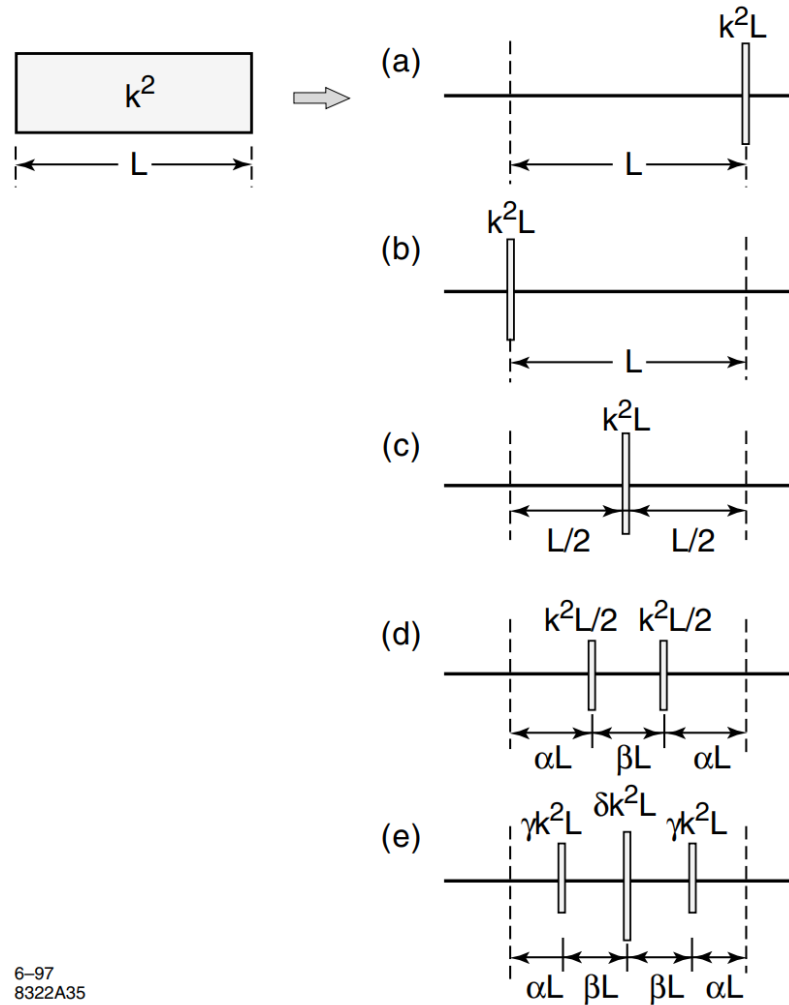 k²
L
(a)
k²L
L
(b)
k²L
L
(c)
k²L
L/2 L/2
(d)
k²L/2 k²L/2
αL βL αL
(e)
γk²L δk²L γk²L
αL βL βL αL
6–97
8322A35